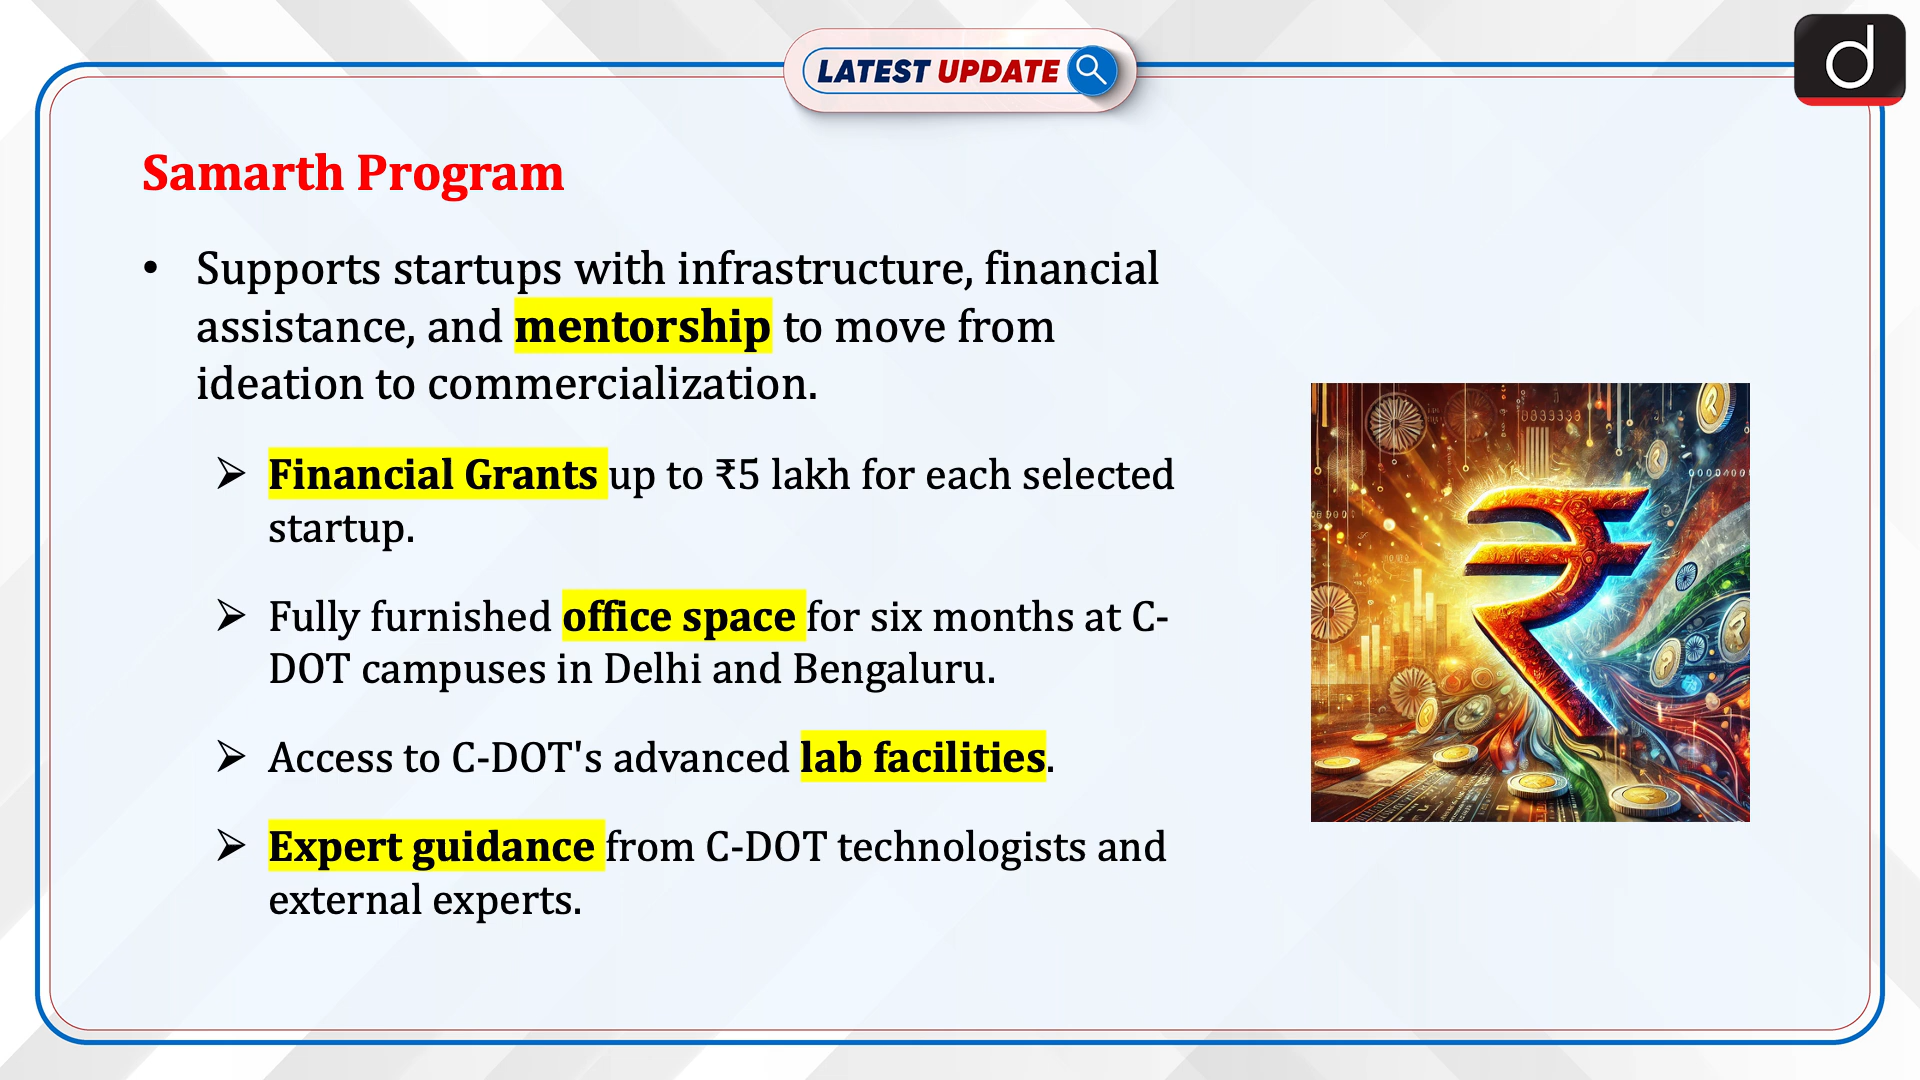 LATEST UPDATE
d
Samarth Program
• Supports startups with infrastructure, financial
assistance, and mentorship to move from
ideation to commercialization.
➢ Financial Grants up to ₹5 lakh for each selected
startup.
➢ Fully furnished office space for six months at C-
DOT campuses in Delhi and Bengaluru.
➢ Access to C-DOT's advanced lab facilities.
➢ Expert guidance from C-DOT technologists and
external experts.
₹